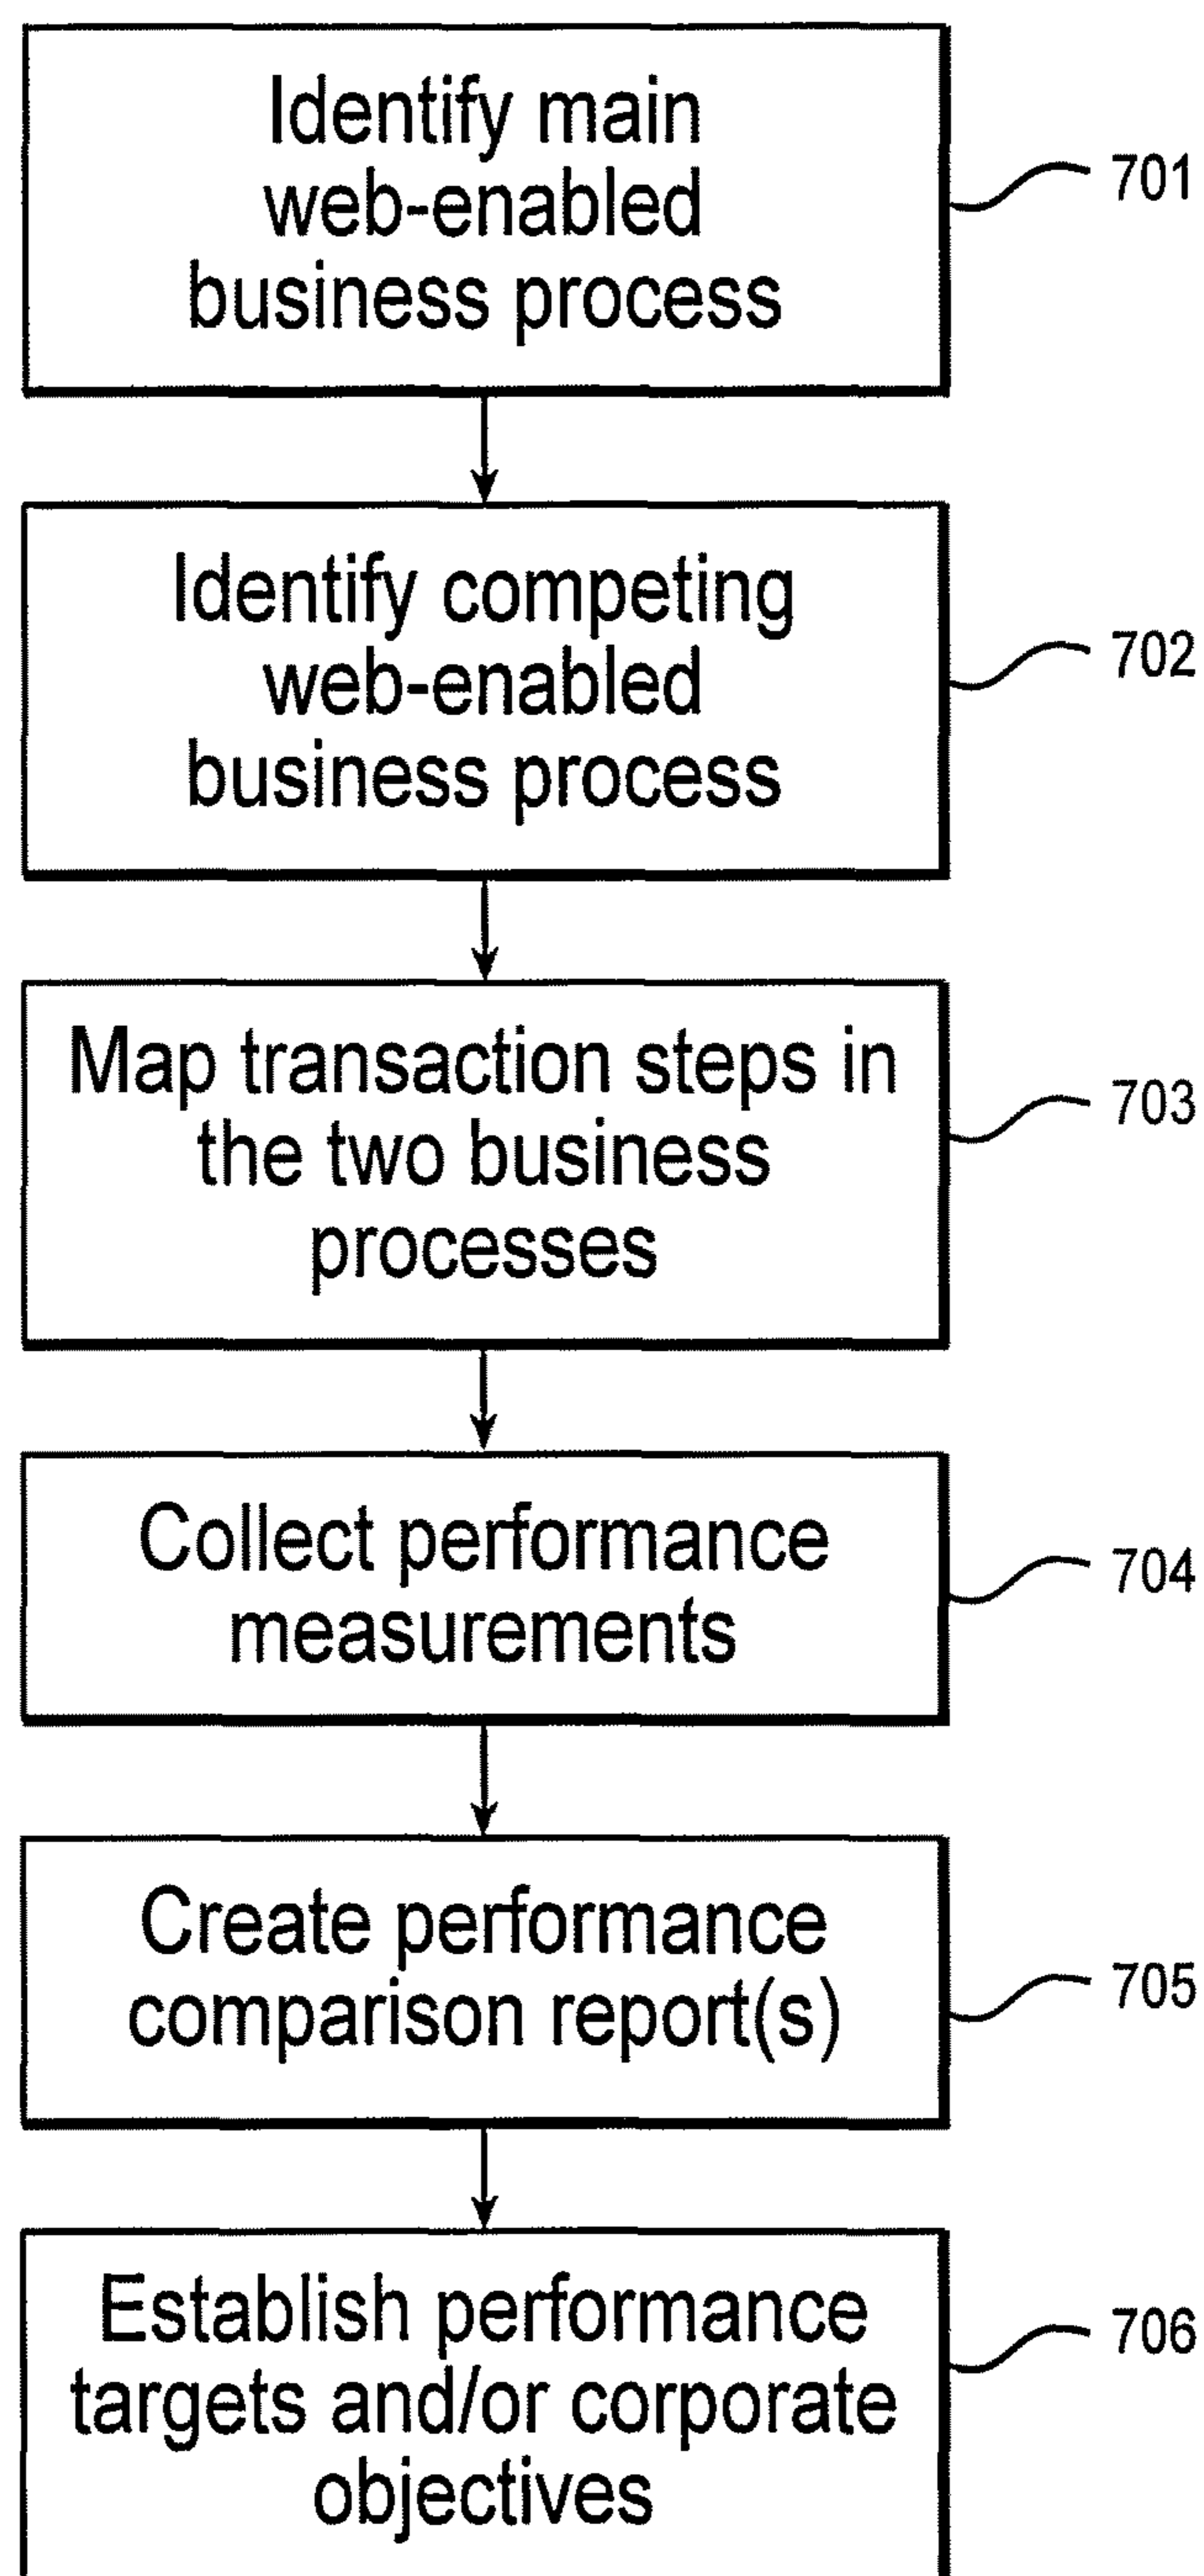 Identify main
web-enabled
business process
701
Identify competing
web-enabled
business process
702
Map transaction steps in
the two business
processes
703
Collect performance
measurements
704
Create performance
comparison report(s)
705
Establish performance
targets and/or corporate
objectives
706